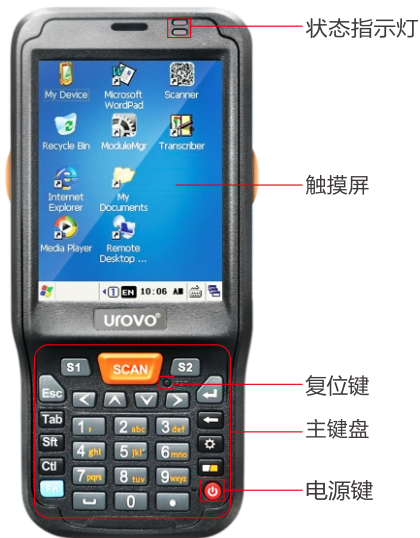 状态指示灯
My Device
Microsoft WordPad
Scanner
Recycle Bin
ModuleMgr
Transcriber
触摸屏
Internet Explorer
My Documents
Media Player
Remote Desktop ...
EN 10:06
UROVO®
S1 SCAN S2
复位键
Esc
Tab 1 , 2 abc 3 def
主键盘
Sft 4 ghi 5 jkl 6 mno
Ctl 7 pqrs 8 tuv 9 wxyz
电源键
0 .